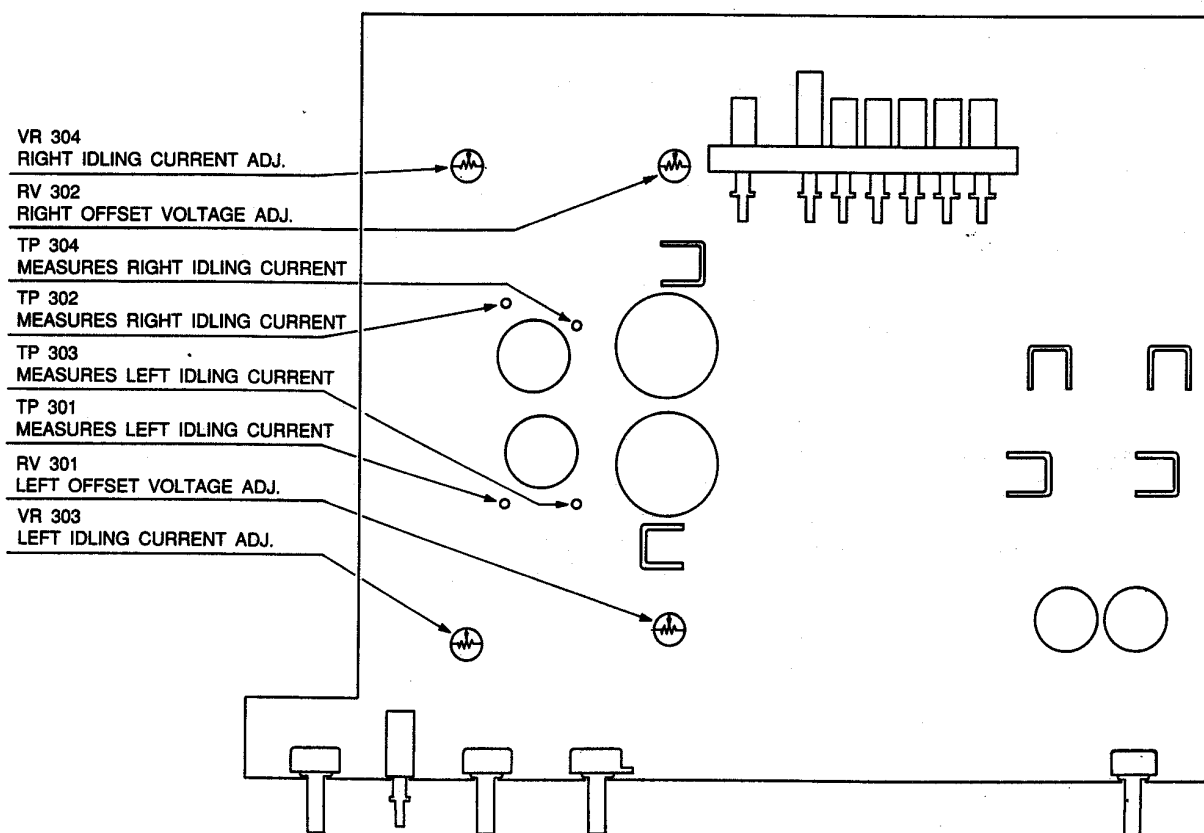 VR 304
RIGHT IDLING CURRENT ADJ.
RV 302
RIGHT OFFSET VOLTAGE ADJ.
TP 304
MEASURES RIGHT IDLING CURRENT
TP 302
MEASURES RIGHT IDLING CURRENT
TP 303
MEASURES LEFT IDLING CURRENT
TP 301
MEASURES LEFT IDLING CURRENT
RV 301
LEFT OFFSET VOLTAGE ADJ.
VR 303
LEFT IDLING CURRENT ADJ.